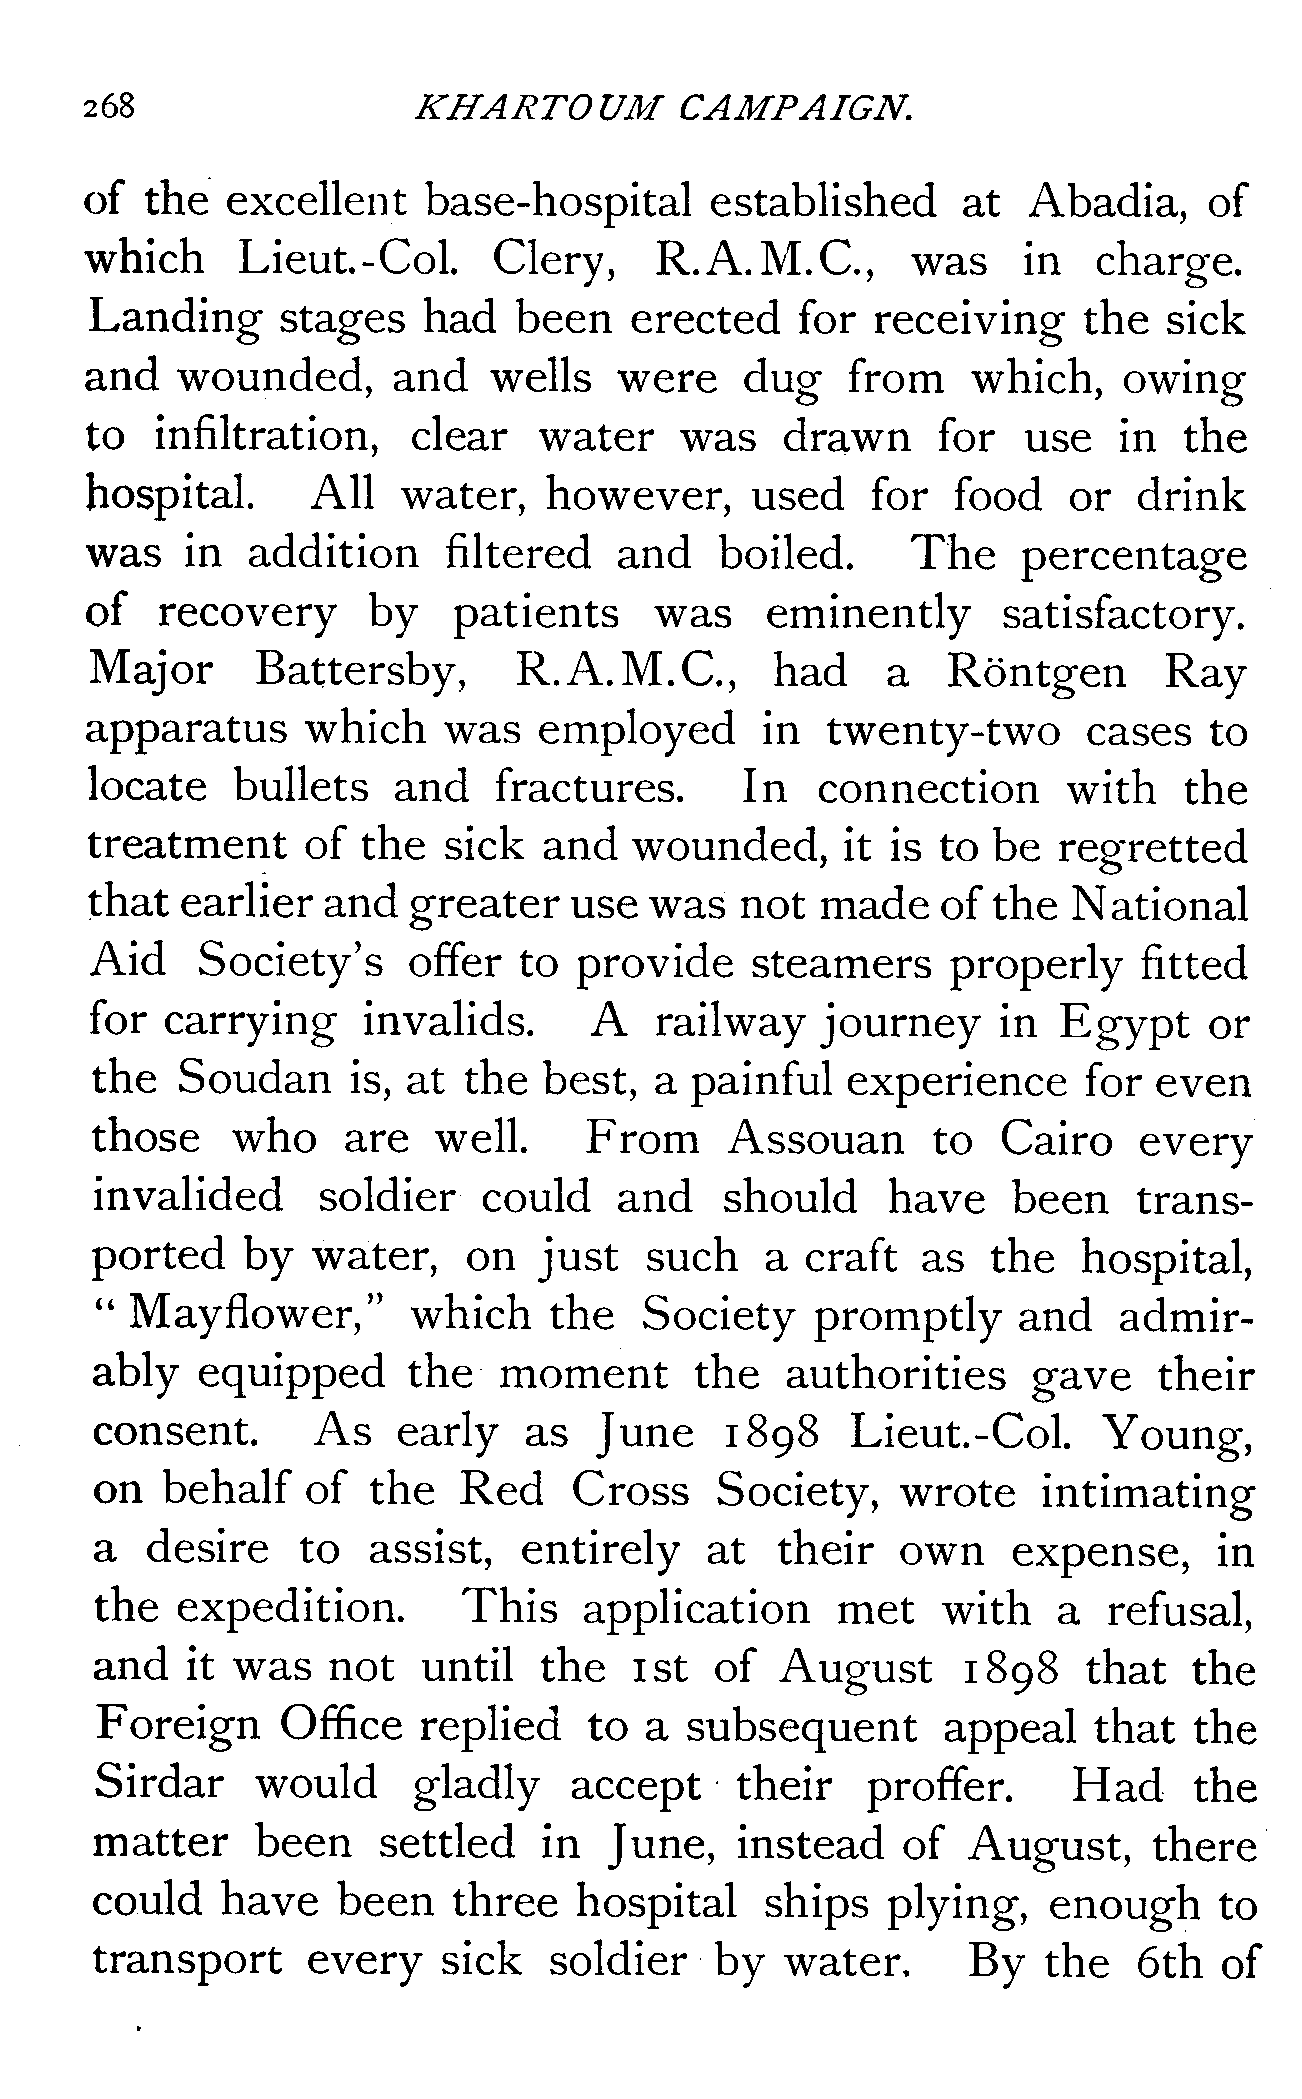 268 KHARTOUM CAMPAIGN.
of the excellent base-hospital established at Abadia, of
which Lieut.-Col. Clery, R.A.M.C., was in charge.
Landing stages had been erected for receiving the sick
and wounded, and wells were dug from which, owing
to infiltration, clear water was drawn for use in the
hospital. All water, however, used for food or drink
was in addition filtered and boiled. The percentage
of recovery by patients was eminently satisfactory.
Major Battersby, R.A.M.C., had a Röntgen Ray
apparatus which was employed in twenty-two cases to
locate bullets and fractures. In connection with the
treatment of the sick and wounded, it is to be regretted
that earlier and greater use was not made of the National
Aid Society's offer to provide steamers properly fitted
for carrying invalids. A railway journey in Egypt or
the Soudan is, at the best, a painful experience for even
those who are well. From Assouan to Cairo every
invalided soldier could and should have been trans-
ported by water, on just such a craft as the hospital,
“ Mayflower,” which the Society promptly and admir-
ably equipped the moment the authorities gave their
consent. As early as June 1898 Lieut.-Col. Young,
on behalf of the Red Cross Society, wrote intimating
a desire to assist, entirely at their own expense, in
the expedition. This application met with a refusal,
and it was not until the 1st of August 1898 that the
Foreign Office replied to a subsequent appeal that the
Sirdar would gladly accept their proffer. Had the
matter been settled in June, instead of August, there
could have been three hospital ships plying, enough to
transport every sick soldier by water. By the 6th of